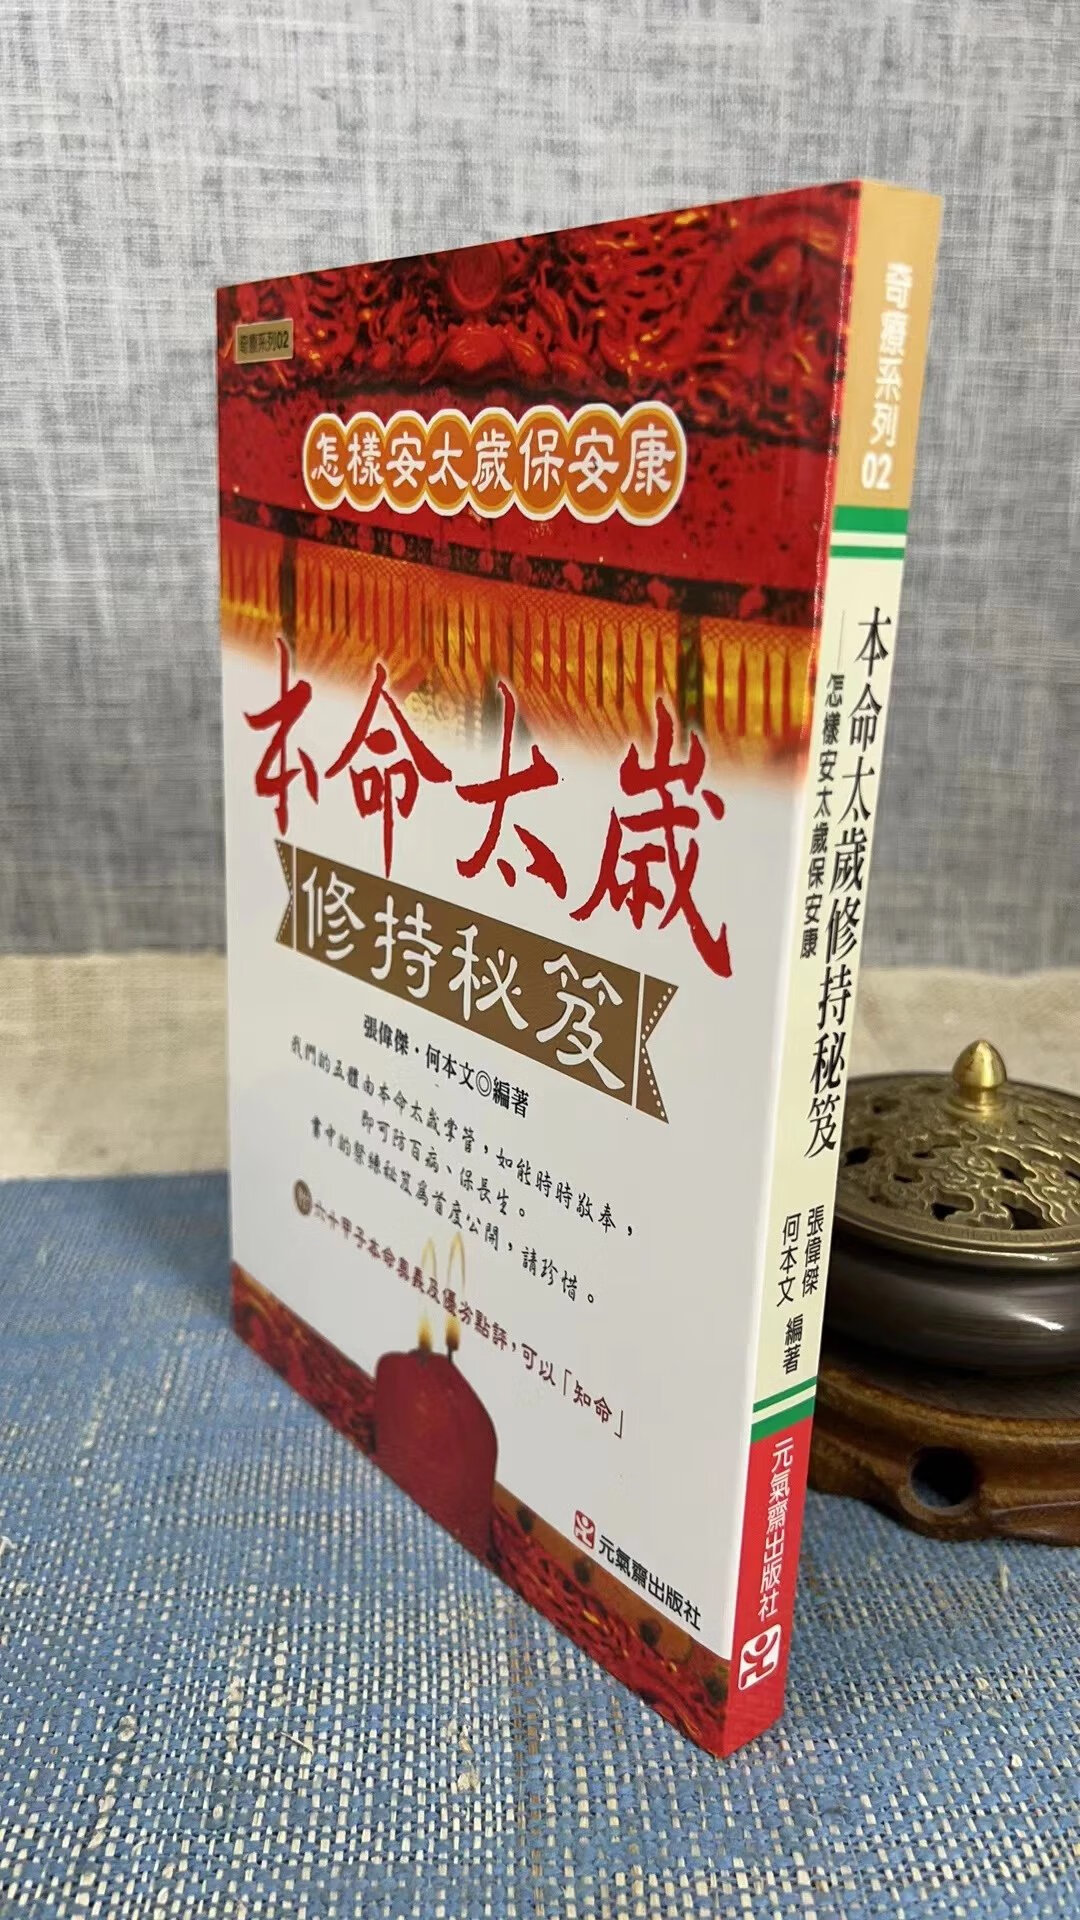 奇療系列02
怎樣安太歲保安康
本命太歲
修持秘笈
張偉傑·何本文◎編著
我們的五體由本命太歲掌管，如能時時敬奉，
即可防百病、保長生。
書中的祭練秘笈為首度公開，請珍惜。
附六十甲子本命奧義及優劣點評，可以「知命」
元氣齋出版社
奇療系列02
本命太歲修持秘笈
——怎樣安太歲保安康
張偉傑
何本文
編著
元氣齋出版社